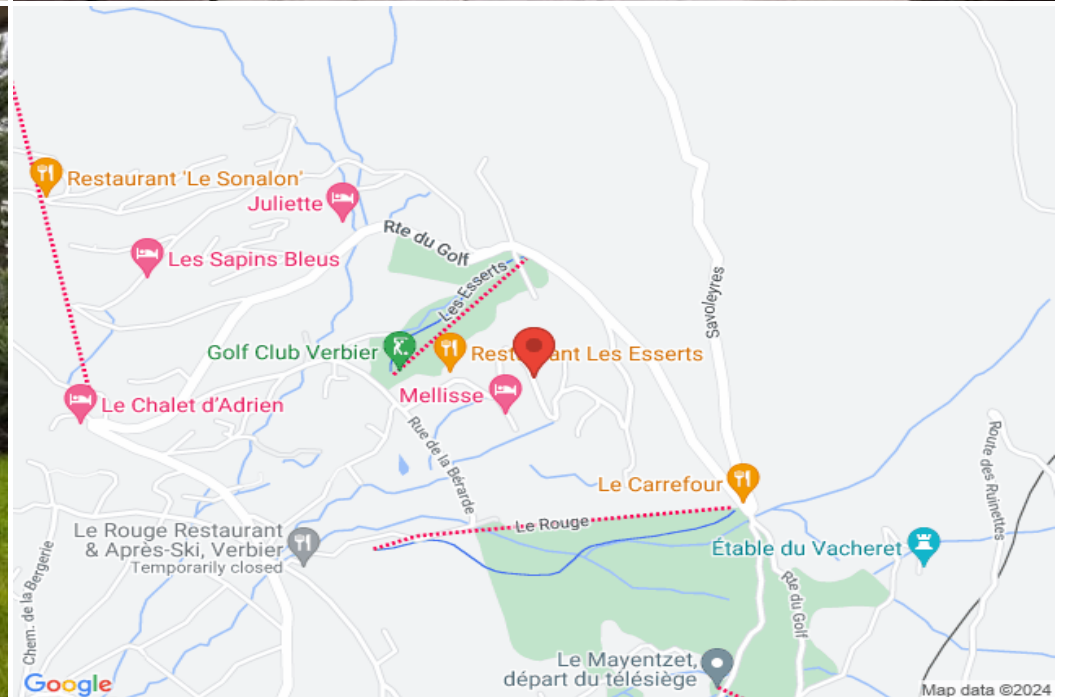 Restaurant 'Le Sonalon'
Juliette
Rte du Golf
Les Sapins Bleus
Les Esserts
Savoleyres
Golf Club Verbier
Restaurant Les Esserts
Mellisse
Le Chalet d'Adrien
Rue de la Bérarde
Route des Ruinettes
Le Carrefour
Le Rouge Restaurant
& Après-Ski, Verbier
Temporarily closed
Le Rouge
Étable du Vacheret
Chem. de la Bergerie
Rte du Golf
Le Mayentzet,
départ du télésiège
Google
Map data ©2024